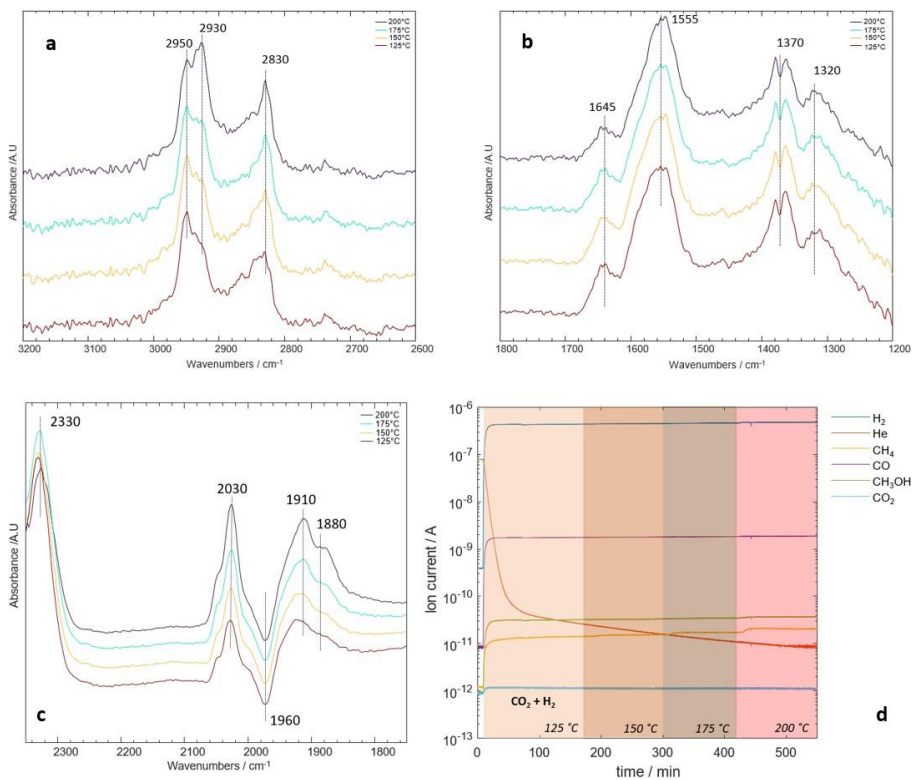 a
2950
2930
2830
200°C
175°C
150°C
125°C
Absorbance /A.U
3200
3100
3000
2900
2800
2700
2600
Wavenumbers / cm⁻¹
b
1645
1555
1370
1320
200°C
175°C
150°C
125°C
Absorbance /A.U
1800
1700
1600
1500
1400
1300
1200
Wavenumbers / cm⁻¹
2330
2030
1910
1880
1960
200°C
175°C
150°C
125°C
c
Absorbance /A.U
2300
2200
2100
2000
1900
1800
Wavenumbers / cm⁻¹
10⁻⁶
10⁻⁷
10⁻⁸
10⁻⁹
10⁻¹⁰
10⁻¹¹
10⁻¹²
10⁻¹³
Ion current / A
CO₂ + H₂
125 °C
150 °C
175 °C
200 °C
0
100
200
300
400
500
time / min
H₂
He
CH₄
CO
CH₃OH
CO₂
d